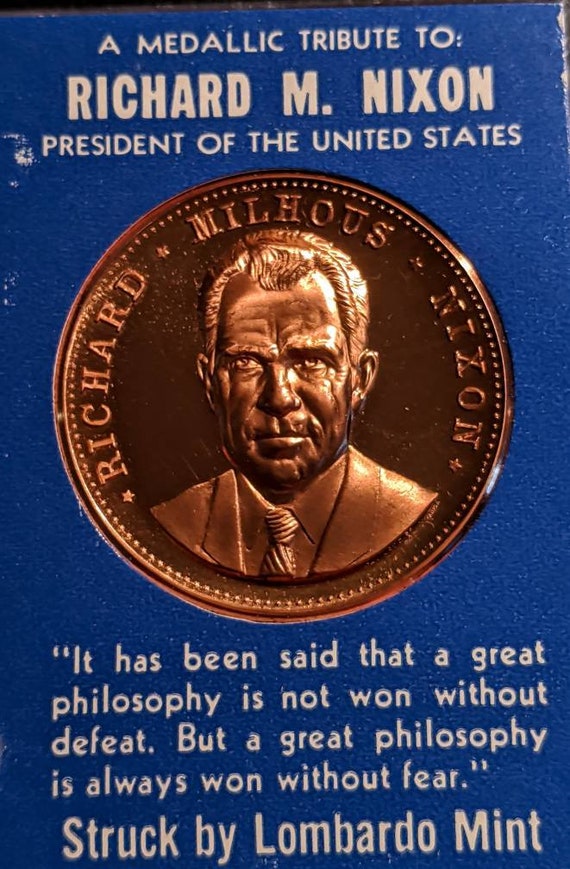 A MEDALLIC TRIBUTE TO:
RICHARD M. NIXON
PRESIDENT OF THE UNITED STATES
RICHARD ★ MILHOUS ★ NIXON
"It has been said that a great
philosophy is not won without
defeat. But a great philosophy
is always won without fear."
Struck by Lombardo Mint